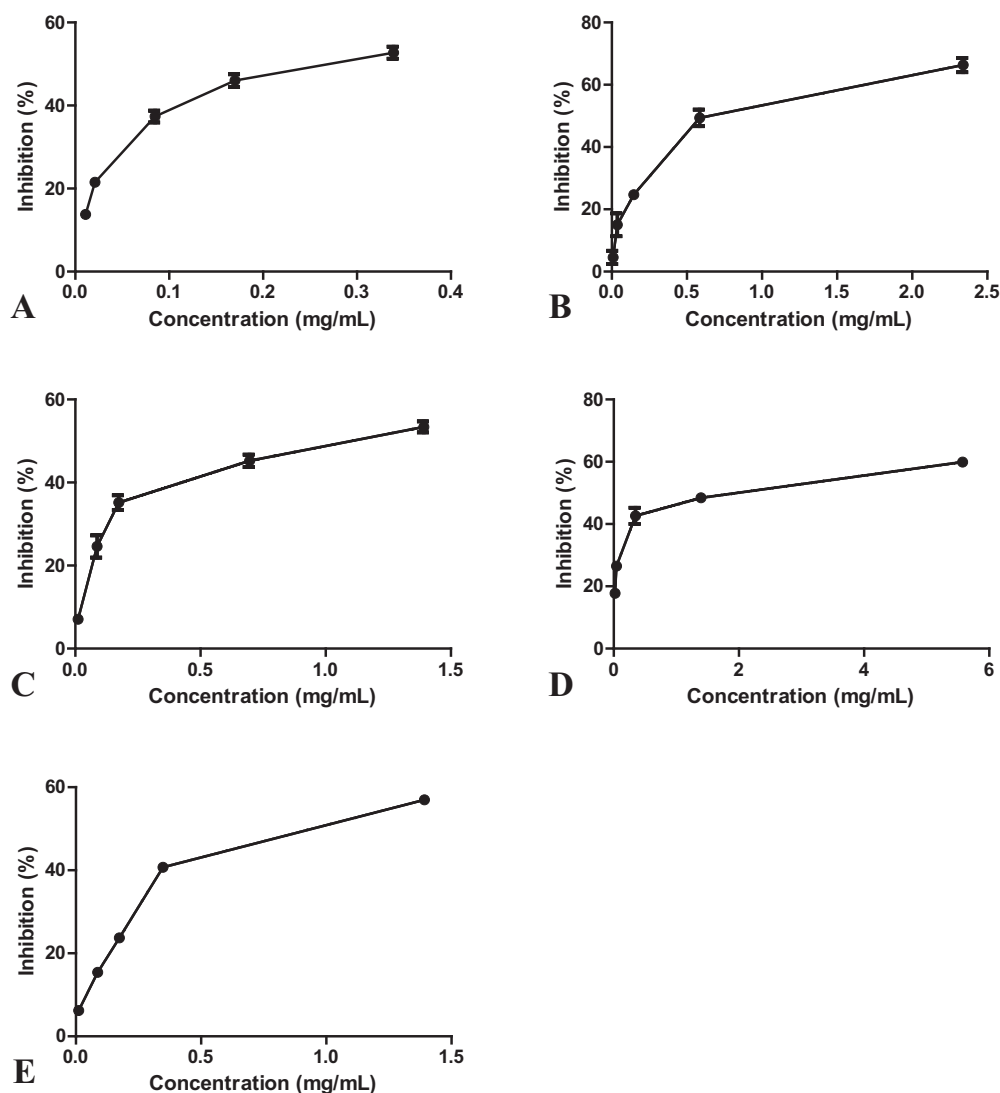 60
40
20
0
Inhibition (%)
0.0 0.1 0.2 0.3 0.4
Concentration (mg/mL)
A
80
60
40
20
0
Inhibition (%)
0.0 0.5 1.0 1.5 2.0 2.5
Concentration (mg/mL)
B
60
40
20
0
Inhibition (%)
0.0 0.5 1.0 1.5
Concentration (mg/mL)
C
80
60
40
20
0
Inhibition (%)
0 2 4 6
Concentration (mg/mL)
D
60
40
20
0
Inhibition (%)
0.0 0.5 1.0 1.5
Concentration (mg/mL)
E